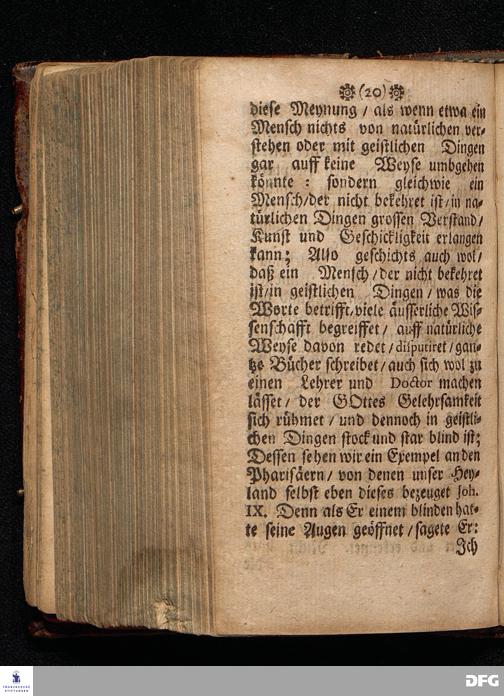 (20)
diese Meynung / als wenn etwa ein
Mensch nichts von natürlichen ver-
stehen oder mit geistlichen Dingen
gar auff keine Weyse umbgehen
könnte : sondern gleichwie ein
Mensch/der nicht bekehret ist/in na-
türlichen Dingen grossen Verstand/
Kunst und Geschickligkeit erlangen
kann; Also geschichts auch wol/
daß ein Mensch/der nicht bekehret
ist/in geistlichen Dingen/was die
Worte betrifft/viele äusserliche Wis-
senschafft begreiffet/ auff natürliche
Weyse davon redet/disputiret/gan-
tze Bücher schreibet/auch sich wol zu
einen Lehrer und Doctor machen
lässet/ der GOttes Gelehrsamkeit
sich rühmet/ und dennoch in geistli-
chen Dingen stock und star blind ist;
Dessen sehen wir ein Exempel an den
Pharisäern/ von denen unser Hey-
land selbst eben dieses bezeuget Joh.
IX. Denn als Er einem blinden hat-
te seine Augen geöffnet/sagete Er:
Jch
FRANCKESCHE
STIFTUNGEN
DFG